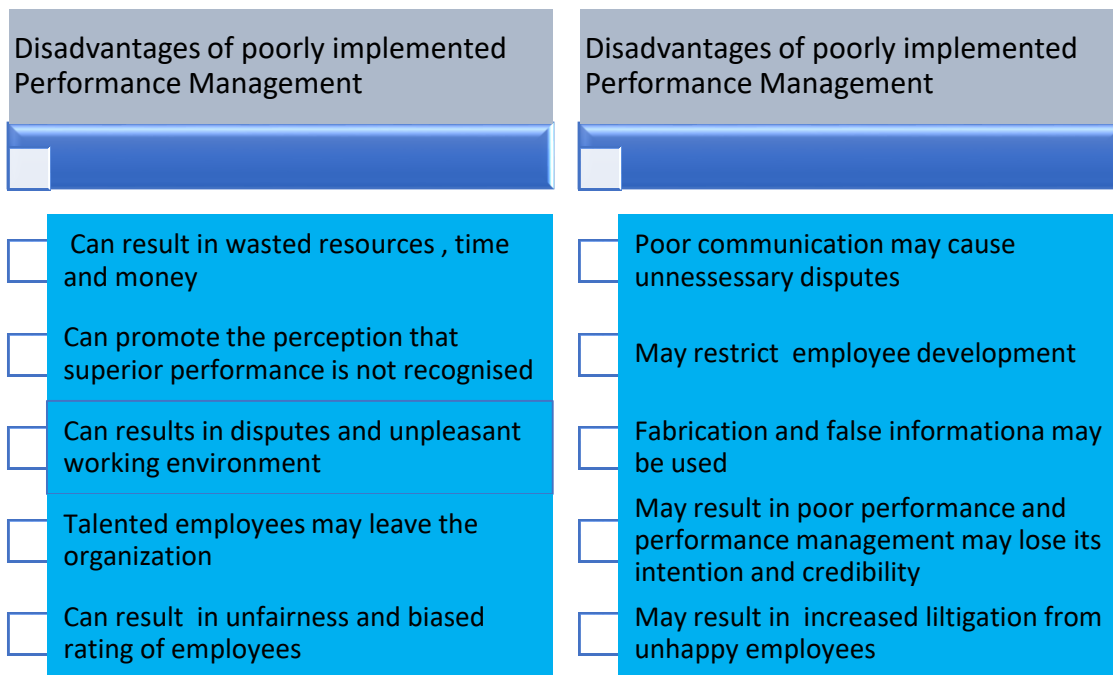 Disadvantages of poorly implemented
Performance Management
Can result in wasted resources , time
and money
Can promote the perception that
superior performance is not recognised
Can results in disputes and unpleasant
working environment
Talented employees may leave the
organization
Can result  in unfairness and biased
rating of employees
Disadvantages of poorly implemented
Performance Management
Poor communication may cause
unnessessary disputes
May restrict  employee development
Fabrication and false informationa may
be used
May result in poor performance and
performance management may lose its
intention and credibility
May result in  increased liltigation from
unhappy employees